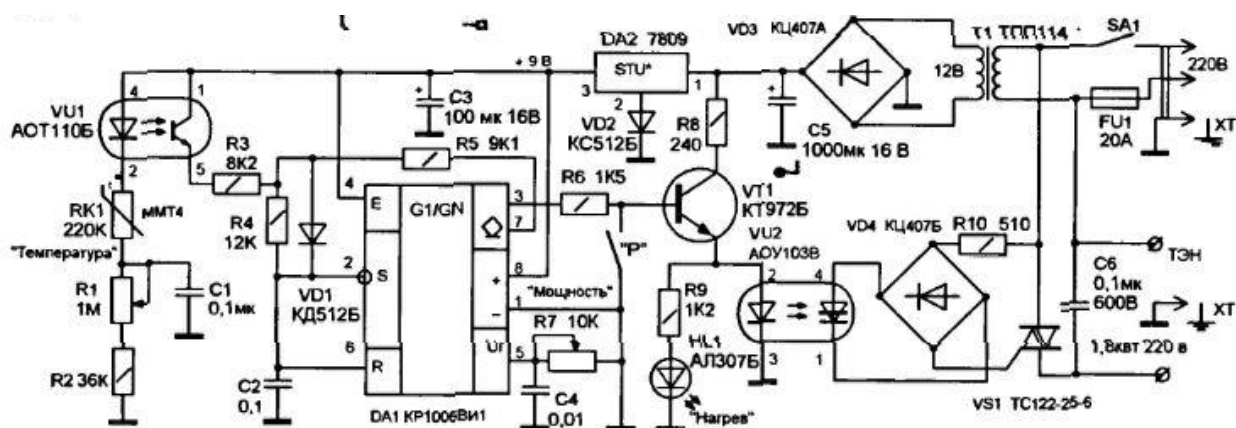 DA2 7809
VD3 КЦ407А
Т1 ТПП114
SA1
+ 9 В
STU*
3
1
2
12В
220В
4
1
VU1
АОТ110Б
C3
100 мк 16В
VD2
КС512Б
R8
240
C5
1000мк 16 В
FU1
20А
ХТ
R3
8К2
5
2
R5 9К1
R6 1К5
RK1
220К
ММТ4
R4
12К
4
E
G1/GN
3
7
VT1
КТ972Б
VU2
АОУ103В
VD4 КЦ407Б
R10 510
"Температура"
"Р"
ТЭН
R1
1М
C1
0,1мк
VD1
КД512Б
2
S
+
8
"Мощность"
1
−
R9
1К2
2
4
C6
0,1мк
600В
ХТ
R7 10К
R2 36К
6
R
Ur
5
HL1
АЛ307Б
3
1
1,8квт 220 в
C2
0,1
DA1 КР1006ВИ1
C4
0,01
"Нагрев"
VS1 ТС122-25-6